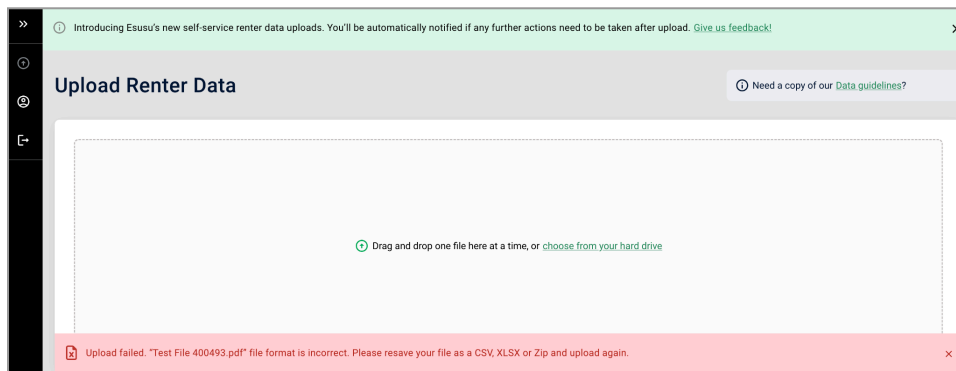 Introducing Esusu's new self-service renter data uploads. You'll be automatically notified if any further actions need to be taken after upload. Give us feedback!
Upload Renter Data
Need a copy of our Data guidelines?
Drag and drop one file here at a time, or choose from your hard drive
Upload failed. "Test File 400493.pdf" file format is incorrect. Please resave your file as a CSV, XLSX or Zip and upload again.